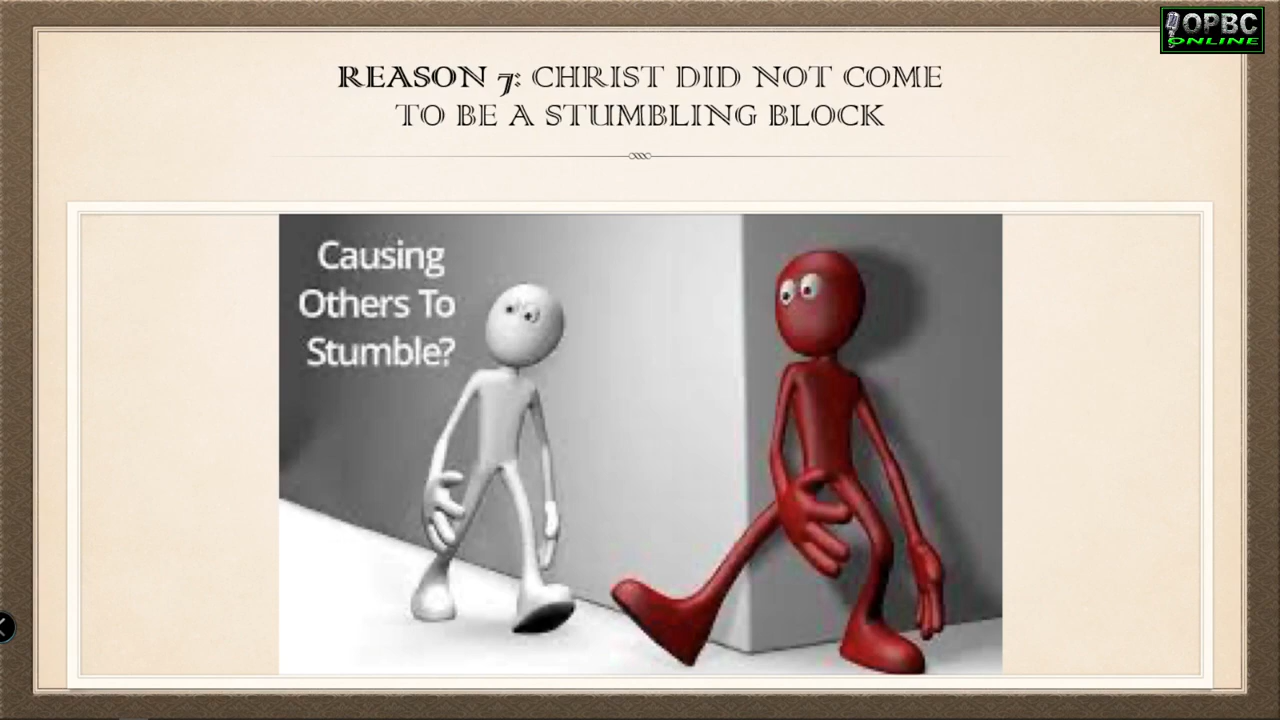 OPBC
ONLINE
REASON 7: CHRIST DID NOT COME
TO BE A STUMBLING BLOCK
Causing
Others To
Stumble?